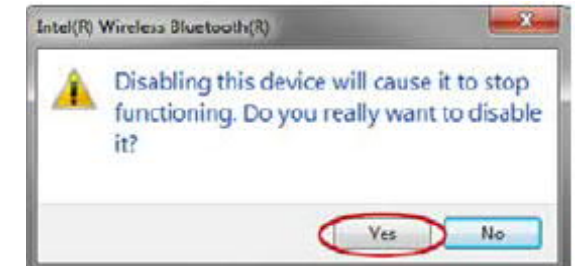 Intel(R) Wireless Bluetooth(R)
Disabling this device will cause it to stop
functioning. Do you really want to disable
it?
Yes No